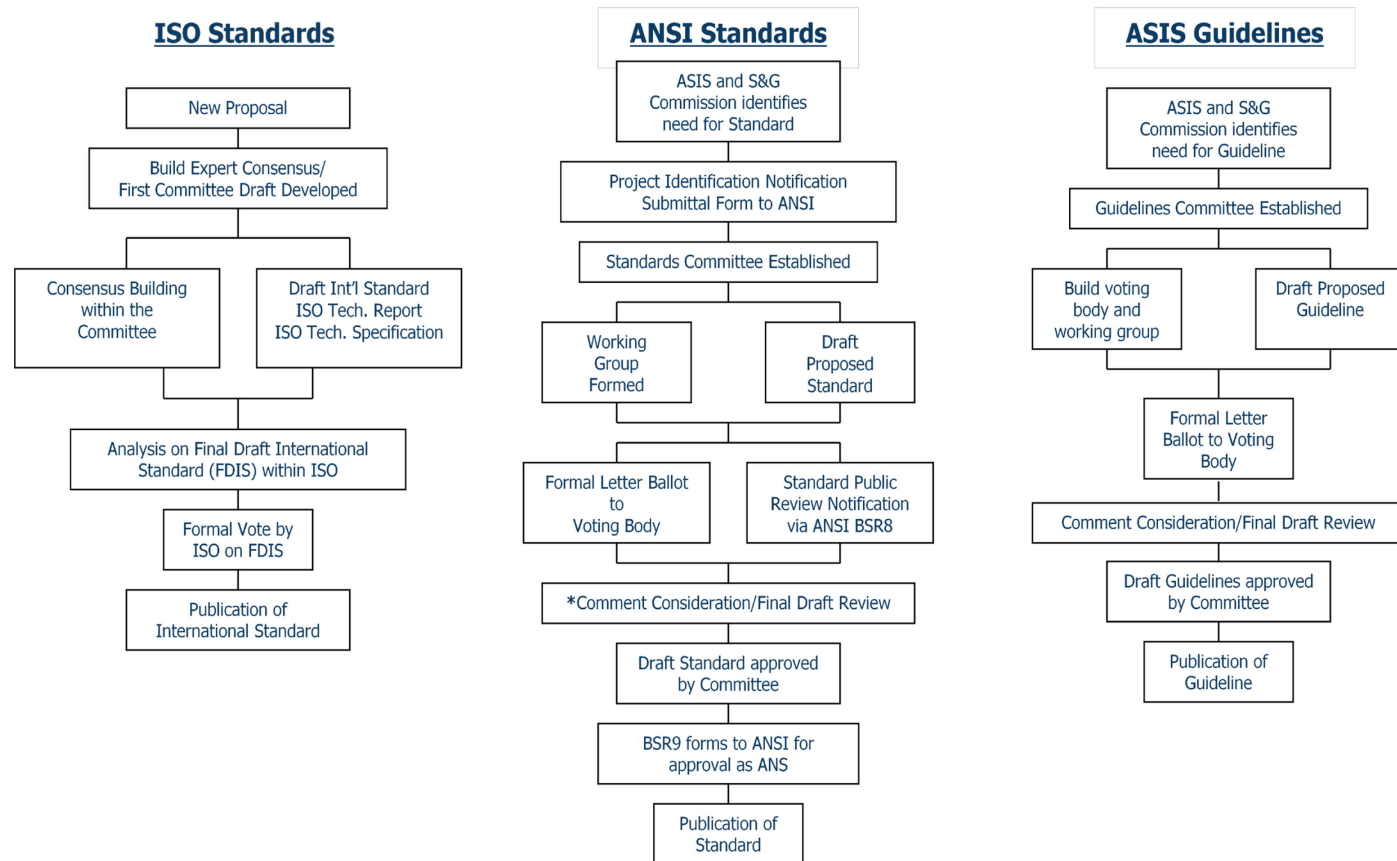 ISO Standards
New Proposal
Build Expert Consensus/
First Committee Draft Developed
Consensus Building
within the
Committee
Draft Int'l Standard
ISO Tech. Report
ISO Tech. Specification
Analysis on Final Draft International
Standard (FDIS) within ISO
Formal Vote by
ISO on FDIS
Publication of
International Standard
ANSI Standards
ASIS and S&G
Commission identifies
need for Standard
Project Identification Notification
Submittal Form to ANSI
Standards Committee Established
Working
Group
Formed
Draft
Proposed
Standard
Formal Letter Ballot
to
Voting Body
Standard Public
Review Notification
via ANSI BSR8
*Comment Consideration/Final Draft Review
Draft Standard approved
by Committee
BSR9 forms to ANSI for
approval as ANS
Publication of
Standard
ASIS Guidelines
ASIS and S&G
Commission identifies
need for Guideline
Guidelines Committee Established
Build voting
body and
working group
Draft Proposed
Guideline
Formal Letter
Ballot to Voting
Body
Comment Consideration/Final Draft Review
Draft Guidelines approved
by Committee
Publication of
Guideline